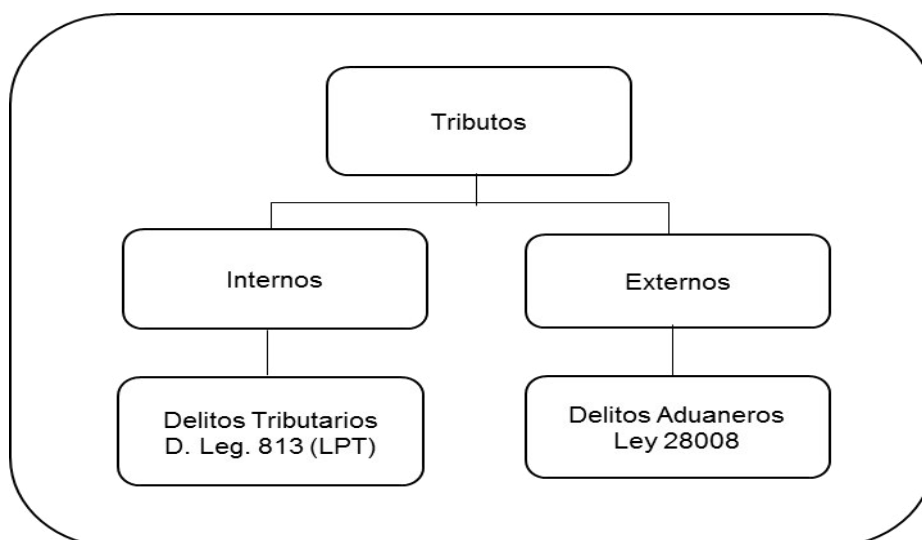 Tributos
Internos
Externos
Delitos Tributarios
D. Leg. 813 (LPT)
Delitos Aduaneros
Ley 28008